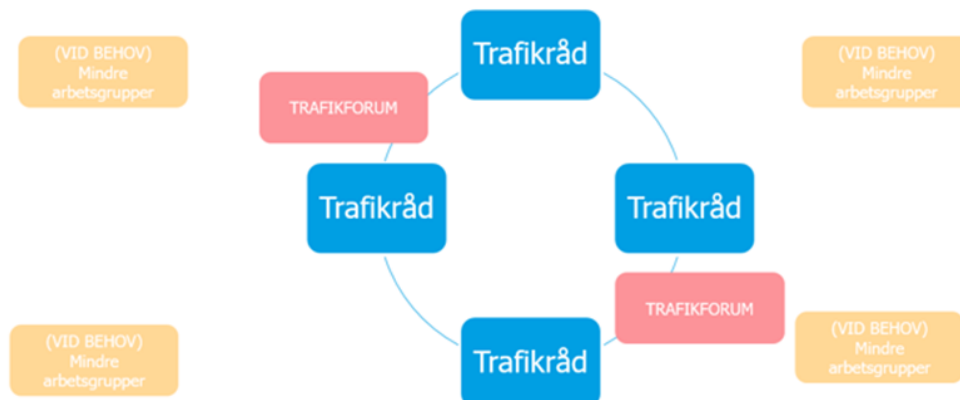 Trafikråd
(VID BEHOV)
Mindre
arbetsgrupper
(VID BEHOV)
Mindre
arbetsgrupper
TRAFIKFORUM
Trafikråd
Trafikråd
TRAFIKFORUM
(VID BEHOV)
Mindre
arbetsgrupper
Trafikråd
(VID BEHOV)
Mindre
arbetsgrupper